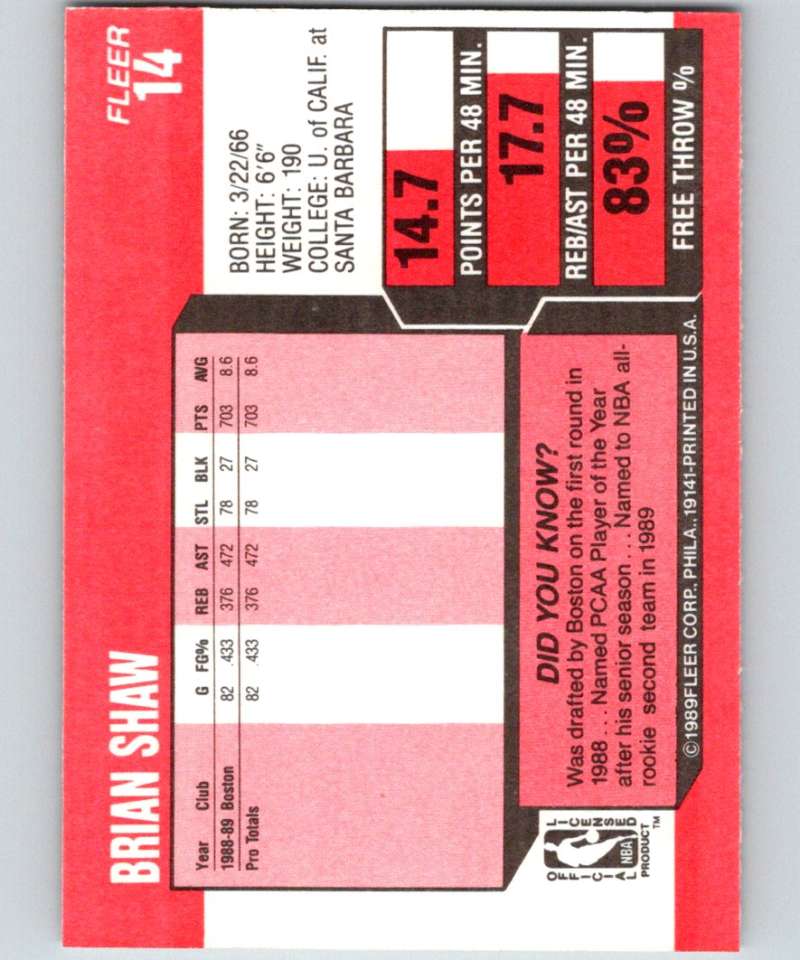 FLEER
14
BRIAN SHAW
BORN: 3/22/66
HEIGHT: 6'6"
WEIGHT: 190
COLLEGE: U. of CALIF. at
SANTA BARBARA
Year Club G FG% REB AST STL BLK PTS AVG
1988-89 Boston 82 .433 376 472 78 27 703 8.6
Pro Totals 82 .433 376 472 78 27 703 8.6
14.7
POINTS PER 48 MIN.
17.7
REB/AST PER 48 MIN.
83%
FREE THROW %
DID YOU KNOW?
Was drafted by Boston on the first round in
1988 . . . Named PCAA Player of the Year
after his senior season . . . Named to NBA all-
rookie second team in 1989
OFFICIAL LICENSED
NBA
PRODUCT™
©1989FLEER CORP., PHILA.,19141-PRINTED IN U.S.A.